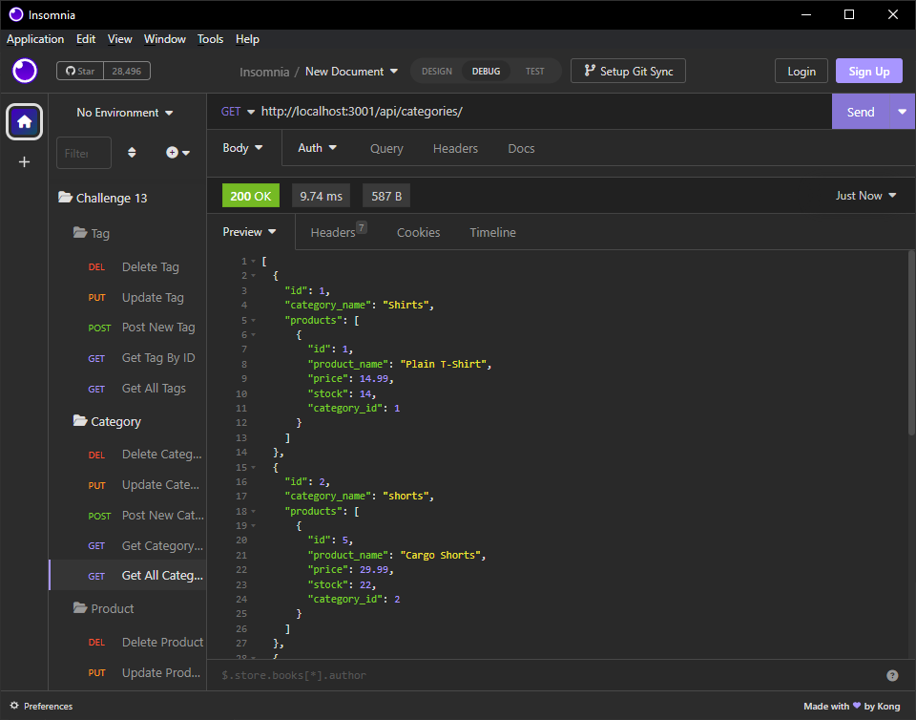 Insomnia
Application Edit View Window Tools Help
Star 28,496
Insomnia / New Document
DESIGN DEBUG TEST
Setup Git Sync
Login
Sign Up
No Environment
GET http://localhost:3001/api/categories/
Send
Filter
Body Auth Query Headers Docs
200 OK 9.74 ms 587 B
Just Now
Preview Headers 7 Cookies Timeline
Challenge 13
Tag
DEL Delete Tag
PUT Update Tag
POST Post New Tag
GET Get Tag By ID
GET Get All Tags
Category
DEL Delete Categ...
PUT Update Cate...
POST Post New Cat...
GET Get Category...
GET Get All Categ...
Product
DEL Delete Product
PUT Update Prod...
1 [
2 {
3 "id": 1,
4 "category_name": "Shirts",
5 "products": [
6 {
7 "id": 1,
8 "product_name": "Plain T-Shirt",
9 "price": 14.99,
10 "stock": 14,
11 "category_id": 1
12 }
13 ]
14 },
15 {
16 "id": 2,
17 "category_name": "shorts",
18 "products": [
19 {
20 "id": 5,
21 "product_name": "Cargo Shorts",
22 "price": 29.99,
23 "stock": 22,
24 "category_id": 2
25 }
26 ]
27 },
28 {
$.store.books[*].author
Preferences
Made with ♥ by Kong